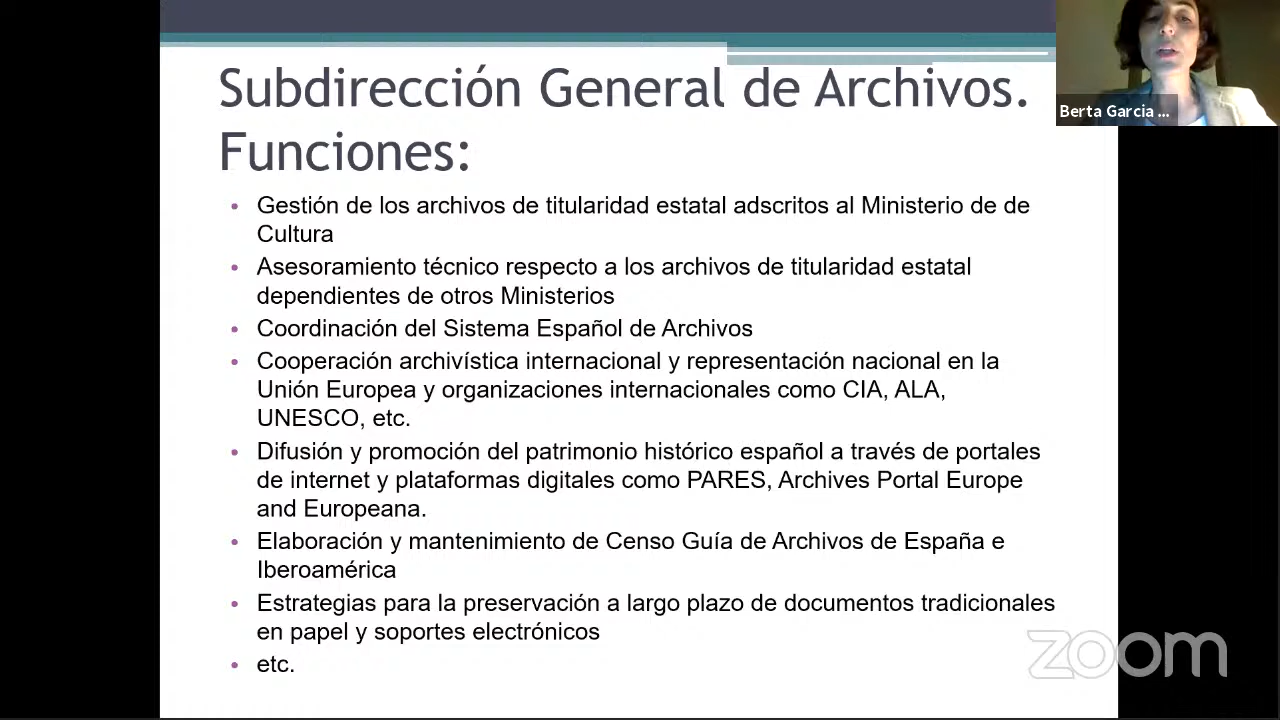 Subdirección General de Archivos.
Funciones:
Berta Garcia ...
• Gestión de los archivos de titularidad estatal adscritos al Ministerio de de
Cultura
• Asesoramiento técnico respecto a los archivos de titularidad estatal
dependientes de otros Ministerios
• Coordinación del Sistema Español de Archivos
• Cooperación archivística internacional y representación nacional en la
Unión Europea y organizaciones internacionales como CIA, ALA,
UNESCO, etc.
• Difusión y promoción del patrimonio histórico español a través de portales
de internet y plataformas digitales como PARES, Archives Portal Europe
and Europeana.
• Elaboración y mantenimiento de Censo Guía de Archivos de España e
Iberoamérica
• Estrategias para la preservación a largo plazo de documentos tradicionales
en papel y soportes electrónicos
• etc.
zoom